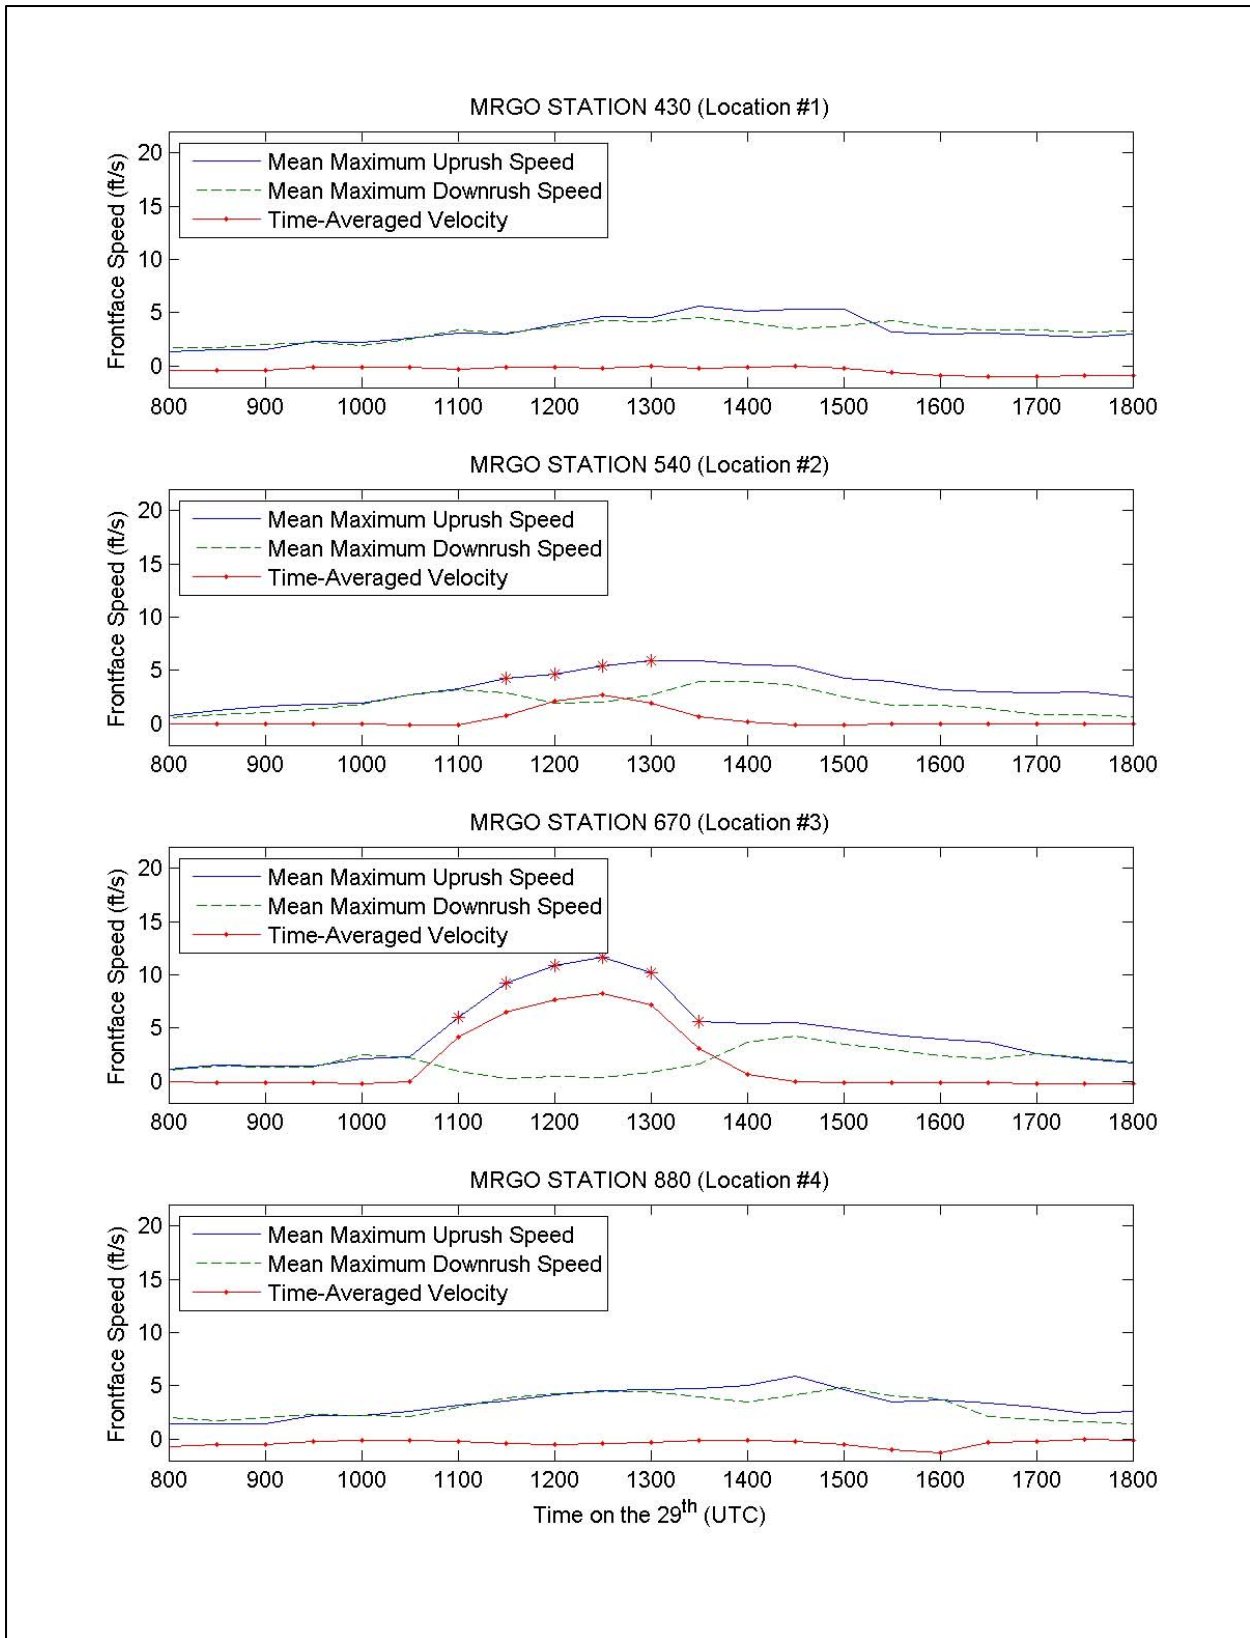 MRGO STATION 430 (Location #1)
20
15
10
5
0
Frontface Speed (ft/s)
Mean Maximum Uprush Speed
Mean Maximum Downrush Speed
Time-Averaged Velocity
800 900 1000 1100 1200 1300 1400 1500 1600 1700 1800
MRGO STATION 540 (Location #2)
20
15
10
5
0
Frontface Speed (ft/s)
Mean Maximum Uprush Speed
Mean Maximum Downrush Speed
Time-Averaged Velocity
800 900 1000 1100 1200 1300 1400 1500 1600 1700 1800
MRGO STATION 670 (Location #3)
20
15
10
5
0
Frontface Speed (ft/s)
Mean Maximum Uprush Speed
Mean Maximum Downrush Speed
Time-Averaged Velocity
800 900 1000 1100 1200 1300 1400 1500 1600 1700 1800
MRGO STATION 880 (Location #4)
20
15
10
5
0
Frontface Speed (ft/s)
Mean Maximum Uprush Speed
Mean Maximum Downrush Speed
Time-Averaged Velocity
800 900 1000 1100 1200 1300 1400 1500 1600 1700 1800
Time on the 29th (UTC)